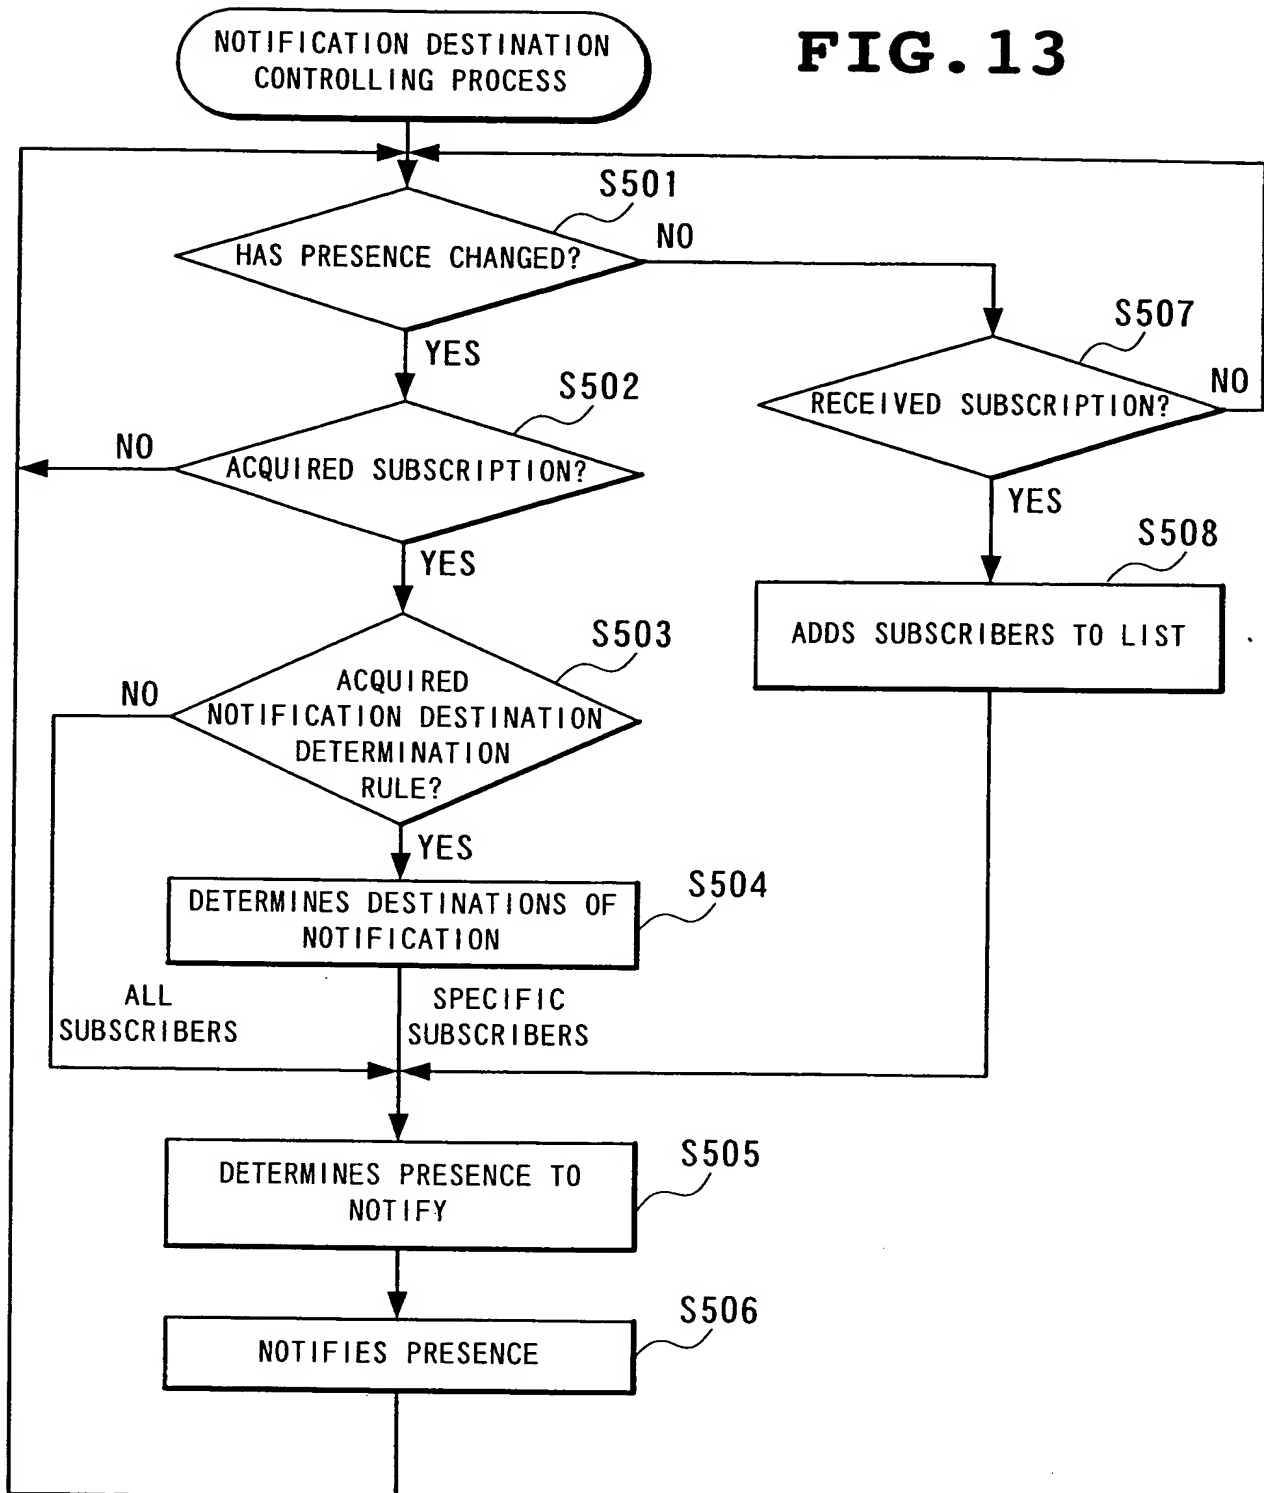 NOTIFICATION DESTINATION
CONTROLLING PROCESS
FIG.13
S501
HAS PRESENCE CHANGED?
NO
YES
S507
RECEIVED SUBSCRIPTION?
NO
YES
S502
NO
ACQUIRED SUBSCRIPTION?
YES
S508
ADDS SUBSCRIBERS TO LIST
S503
NO
ACQUIRED
NOTIFICATION DESTINATION
DETERMINATION
RULE?
YES
S504
DETERMINES DESTINATIONS OF
NOTIFICATION
ALL
SUBSCRIBERS
SPECIFIC
SUBSCRIBERS
S505
DETERMINES PRESENCE TO
NOTIFY
S506
NOTIFIES PRESENCE